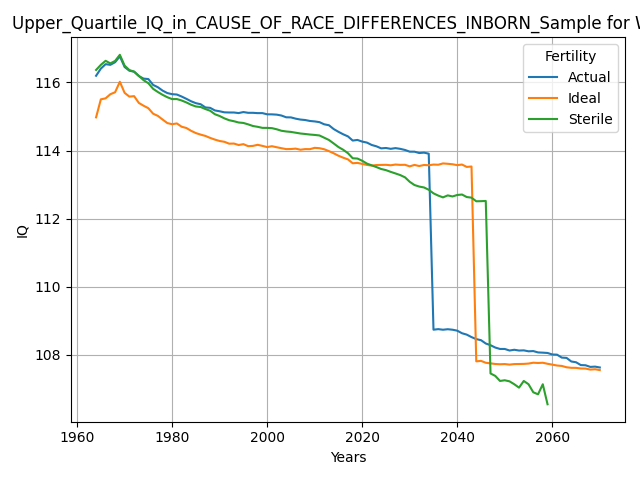 Upper_Quartile_IQ_in_CAUSE_OF_RACE_DIFFERENCES_INBORN_Sample for
Fertility
Actual
Ideal
Sterile
116
114
112
110
108
IQ
1960
1980
2000
2020
2040
2060
Years